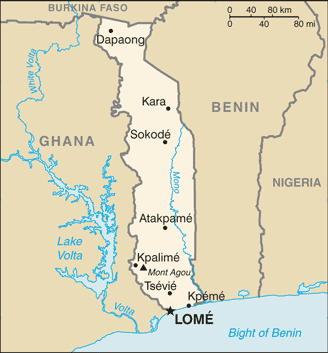 BURKINA FASO
0 40 80 km
0 40 80 mi
Dapaong
White Volta
Kara
BENIN
GHANA
Sokodé
Mono
NIGERIA
Atakpamé
Lake
Volta
Kpalimé
Mont Agou
Tsévié
Kpémé
Volta
LOMÉ
Bight of Benin